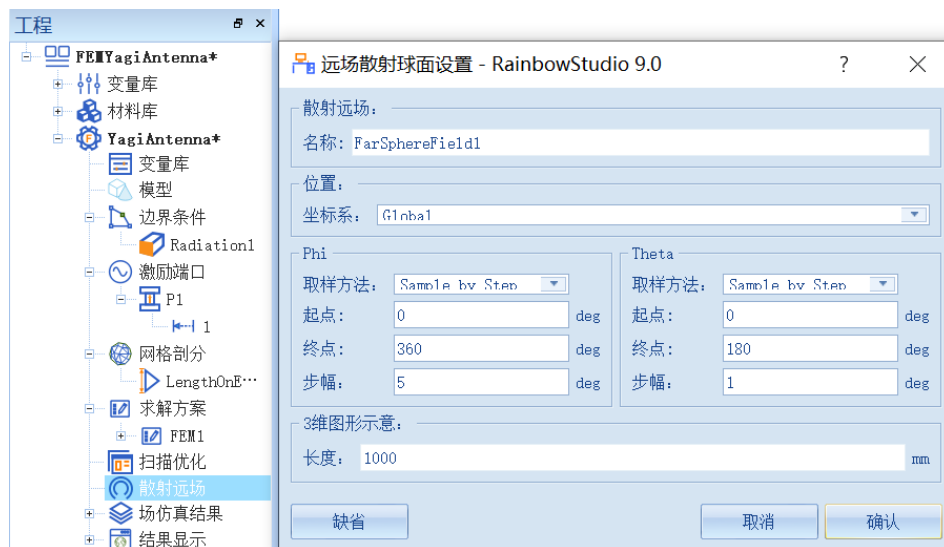 工程
FEMYagiAntenna*
变量库
材料库
YagiAntenna*
变量库
模型
边界条件
Radiation1
激励端口
P1
1
网格剖分
LengthOnE…
求解方案
FEM1
扫描优化
散射远场
场仿真结果
结果显示
远场散射球面设置 - RainbowStudio 9.0
?
散射远场：
名称： FarSphereField1
位置：
坐标系： Global
Phi
取样方法： Sample by Step
起点： 0 deg
终点： 360 deg
步幅： 5 deg
Theta
取样方法： Sample by Step
起点： 0 deg
终点： 180 deg
步幅： 1 deg
3维图形示意：
长度： 1000 mm
缺省 取消 确认